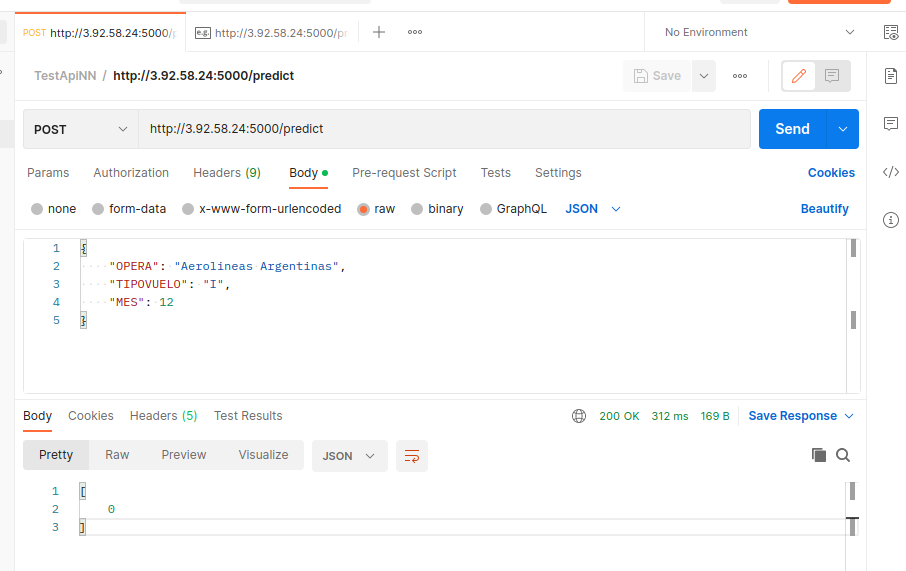 POST http://3.92.58.24:5000/p e.g. http://3.92.58.24:5000/pr No Environment
TestApiNN / http://3.92.58.24:5000/predict Save
POST http://3.92.58.24:5000/predict Send
Params Authorization Headers (9) Body Pre-request Script Tests Settings Cookies
none form-data x-www-form-urlencoded raw binary GraphQL JSON Beautify
1 {
2 "OPERA": "Aerolineas Argentinas",
3 "TIPOVUELO": "I",
4 "MES": 12
5 }
Body Cookies Headers (5) Test Results 200 OK 312 ms 169 B Save Response
Pretty Raw Preview Visualize JSON
1 [
2 0
3 ]